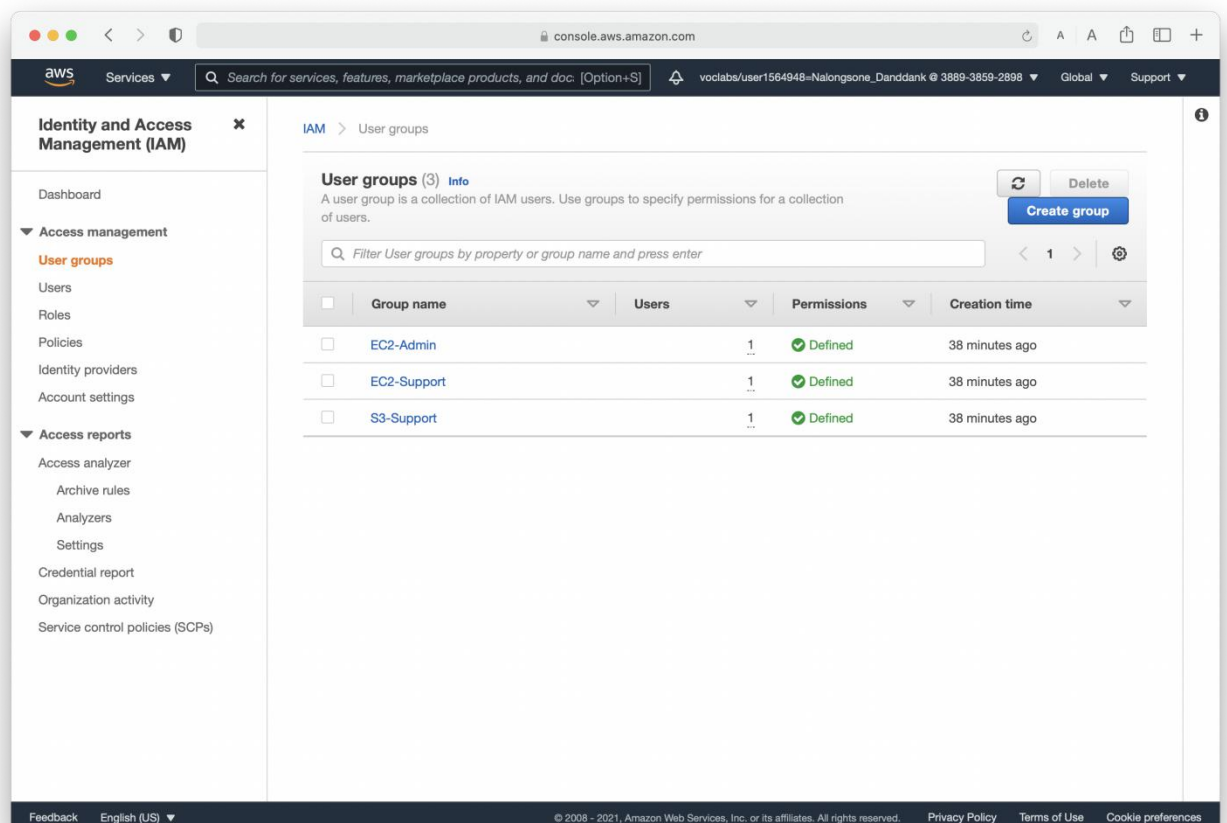 console.aws.amazon.com
A A
aws Services Search for services, features, marketplace products, and doc: [Option+S] voclabs/user1564948=Nalongsone_Danddank @ 3889-3859-2898 Global Support
Identity and Access
Management (IAM)
Dashboard
Access management
User groups
Users
Roles
Policies
Identity providers
Account settings
Access reports
Access analyzer
Archive rules
Analyzers
Settings
Credential report
Organization activity
Service control policies (SCPs)
IAM > User groups
User groups (3) Info
A user group is a collection of IAM users. Use groups to specify permissions for a collection
of users.
Delete
Create group
Filter User groups by property or group name and press enter
1
Group name Users Permissions Creation time
EC2-Admin 1 Defined 38 minutes ago
EC2-Support 1 Defined 38 minutes ago
S3-Support 1 Defined 38 minutes ago
Feedback English (US) © 2008 - 2021, Amazon Web Services, Inc. or its affiliates. All rights reserved. Privacy Policy Terms of Use Cookie preferences